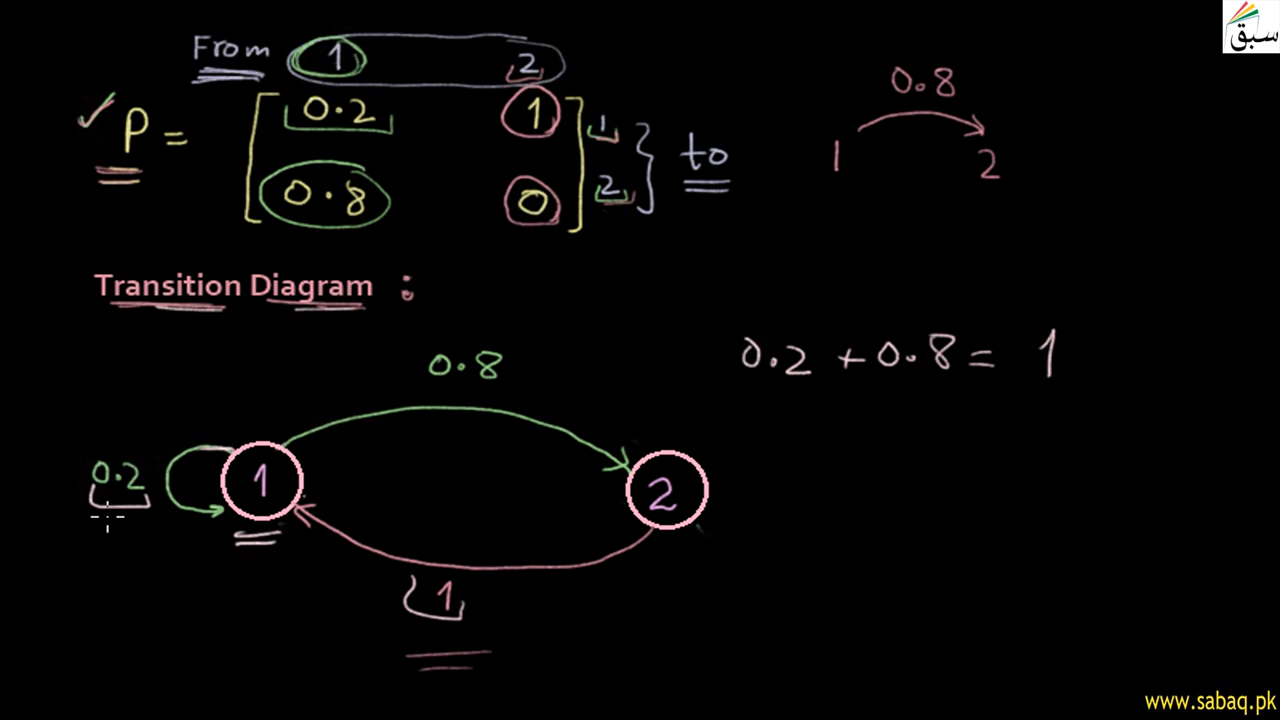 From 1 2
سبق
0.8
P = [ 0.2 1 ] 1 } to
1 2
0.8 0 2
Transition Diagram :
0.2 + 0.8 = 1
0.8
0.2 1 2
1
www.sabaq.pk